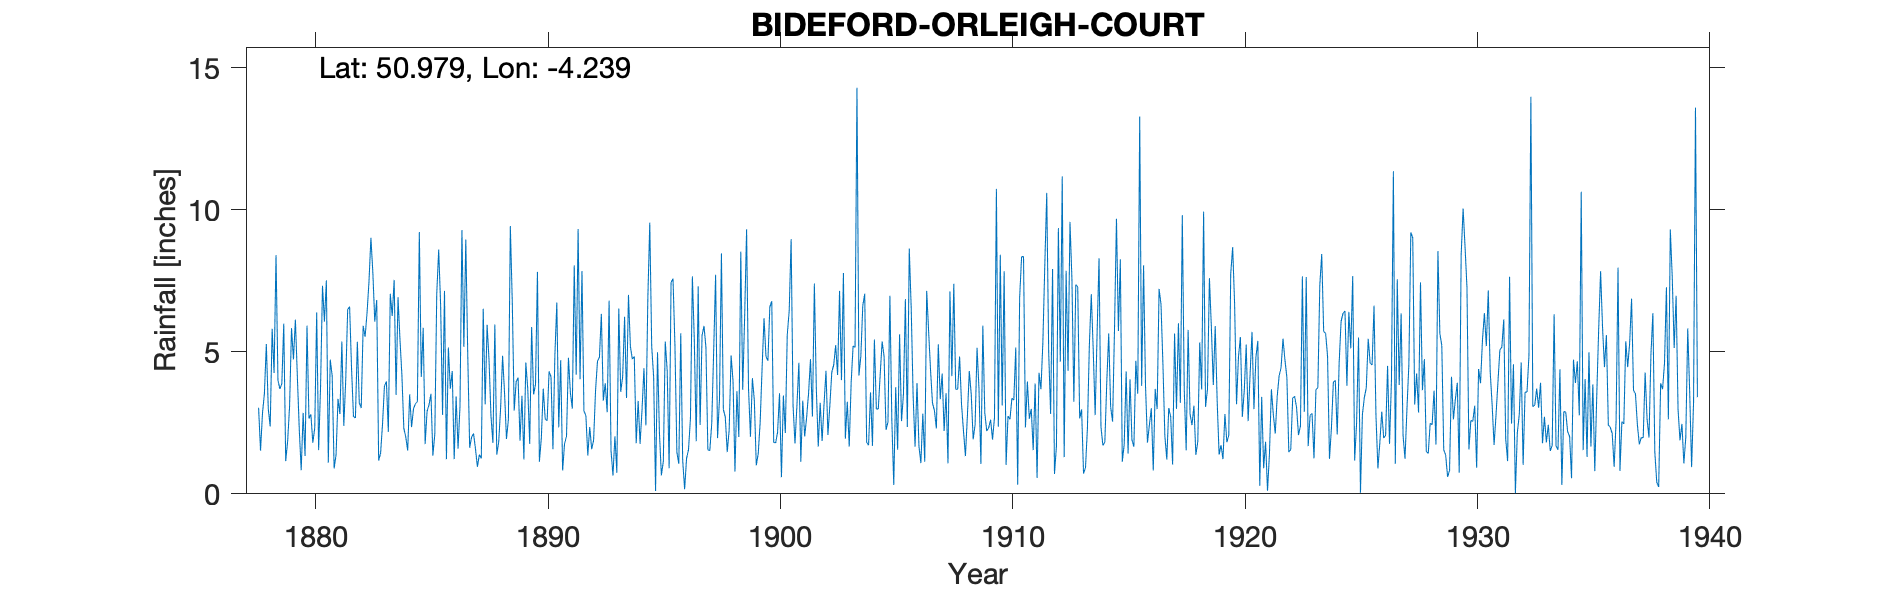 BIDEFORD-ORLEIGH-COURT
Lat: 50.979, Lon: -4.239
15
10
5
0
Rainfall [inches]
1880 1890 1900 1910 1920 1930 1940
Year